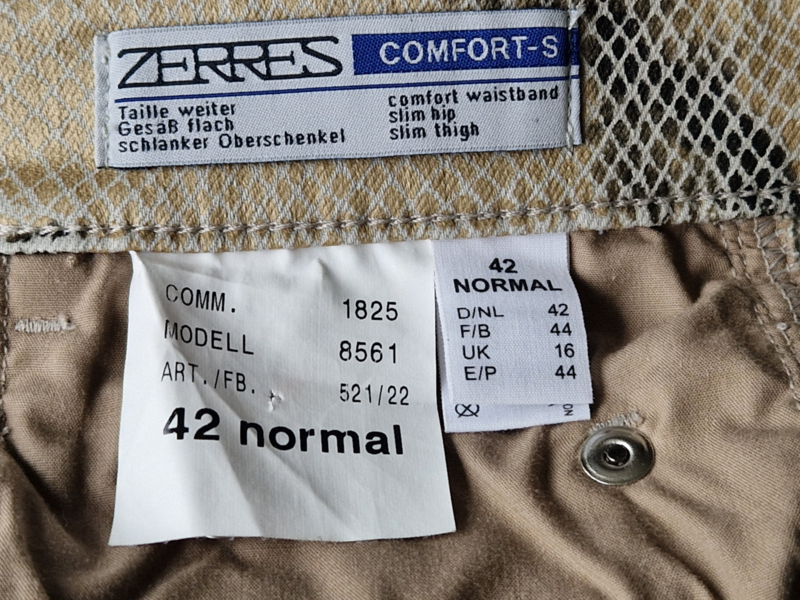 ZERRES COMFORT-S
Taille weiter
Gesäß flach
schlanker Oberschenkel
comfort waistband
Slim hip
slim thigh
COMM. 1825
MODELL 8561
ART./FB. 521/22
42 normal
42
NORMAL
D/NL 42
F/B 44
UK 16
E/P 44